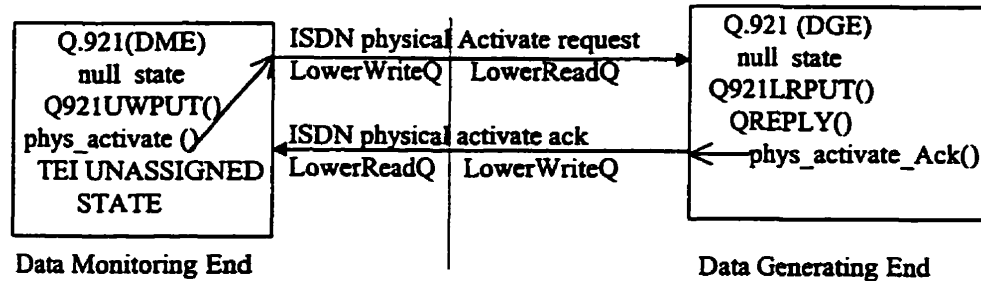 Q.921(DME)
null state
Q921UWPUT()
phys_activate ()
TEI UNASSIGNED
STATE
Data Monitoring End
ISDN physical Activate request
LowerWriteQ LowerReadQ
ISDN physical activate ack
LowerReadQ LowerWriteQ
Q.921 (DGE)
null state
Q921LRPUT()
QREPLY()
phys_activate_Ack()
Data Generating End